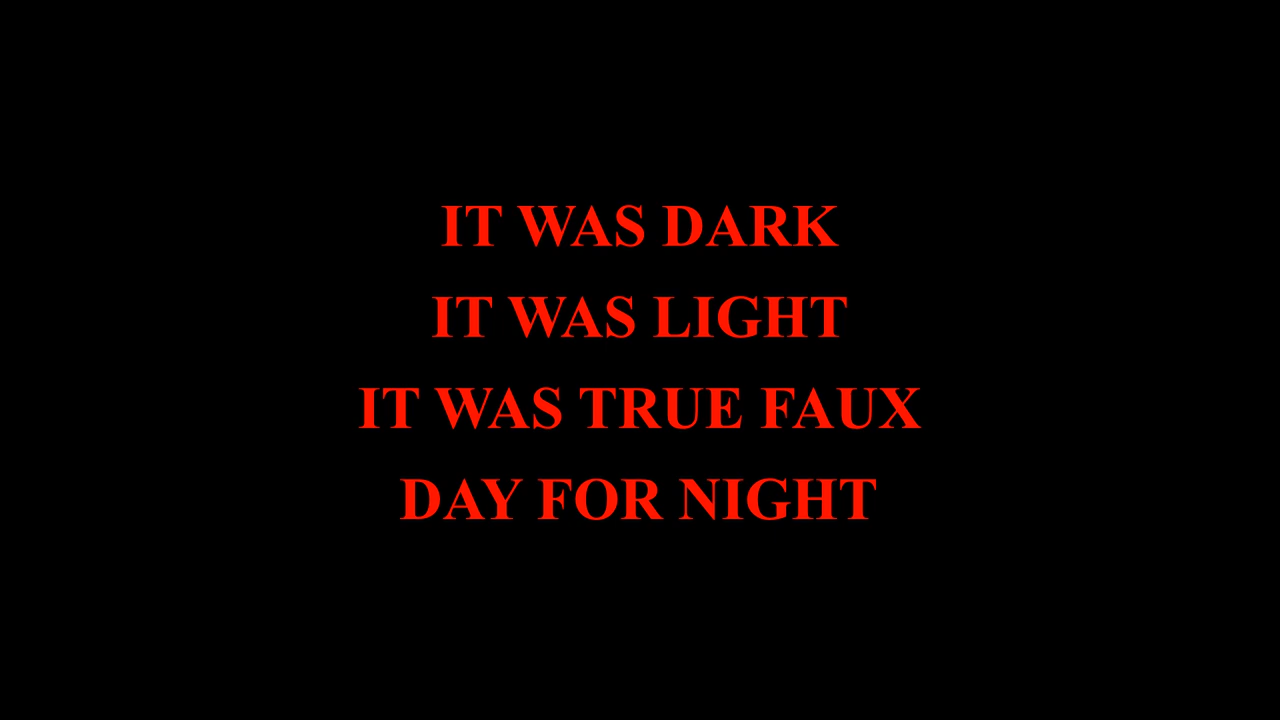 IT WAS DARK
IT WAS LIGHT
IT WAS TRUE FAUX
DAY FOR NIGHT